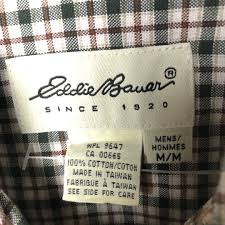 Eddie Bauer ®
SINCE 1920
MENS/
HOMMES
M/M
RPL 9647
CA 00665
100% COTTON/COTON
MADE IN TAIWAN
FABRIQUE A TAIWAN
SEE SIDE FOR CARE